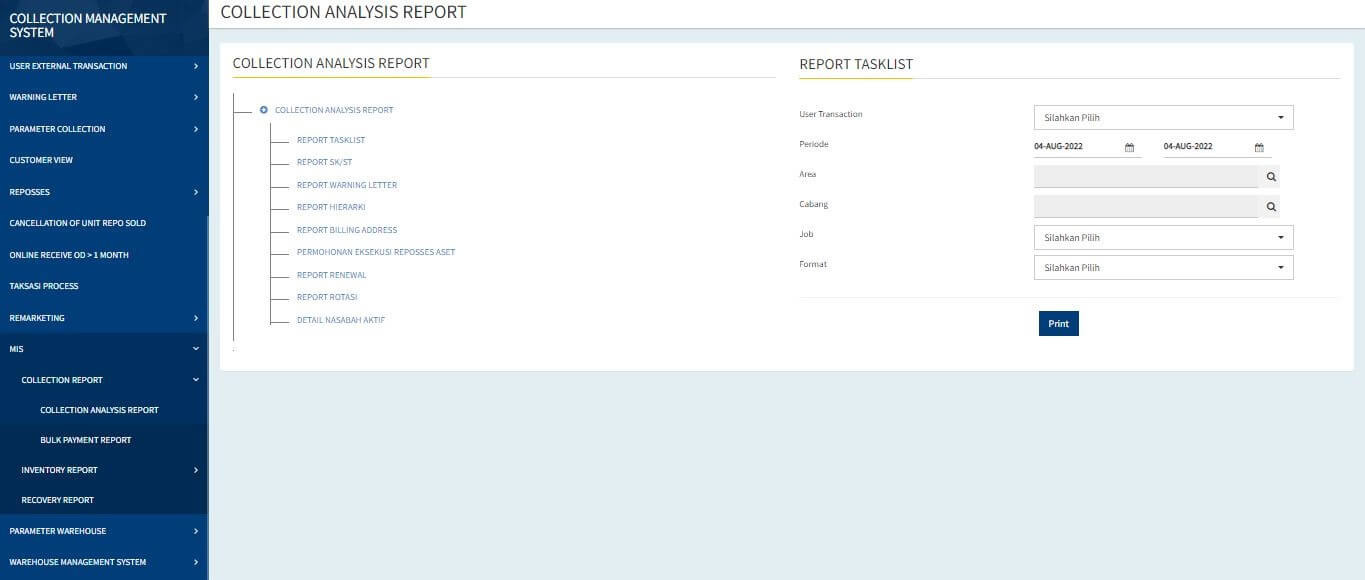 COLLECTION MANAGEMENT
SYSTEM
USER EXTERNAL TRANSACTION
WARNING LETTER
PARAMETER COLLECTION
CUSTOMER VIEW
REPOSSES
CANCELLATION OF UNIT REPO SOLD
ONLINE RECEIVE OD > 1 MONTH
TAKSASI PROCESS
REMARKETING
MIS
COLLECTION REPORT
COLLECTION ANALYSIS REPORT
BULK PAYMENT REPORT
INVENTORY REPORT
RECOVERY REPORT
PARAMETER WAREHOUSE
WAREHOUSE MANAGEMENT SYSTEM
COLLECTION ANALYSIS REPORT
COLLECTION ANALYSIS REPORT
COLLECTION ANALYSIS REPORT
REPORT TASKLIST
REPORT SK/ST
REPORT WARNING LETTER
REPORT HIERARKI
REPORT BILLING ADDRESS
PERMOHONAN EKSEKUSI REPOSSES ASET
REPORT RENEWAL
REPORT ROTASI
DETAIL NASABAH AKTIF
REPORT TASKLIST
User Transaction Silahkan Pilih
Periode 04-AUG-2022 04-AUG-2022
Area
Cabang
Job Silahkan Pilih
Format Silahkan Pilih
Print